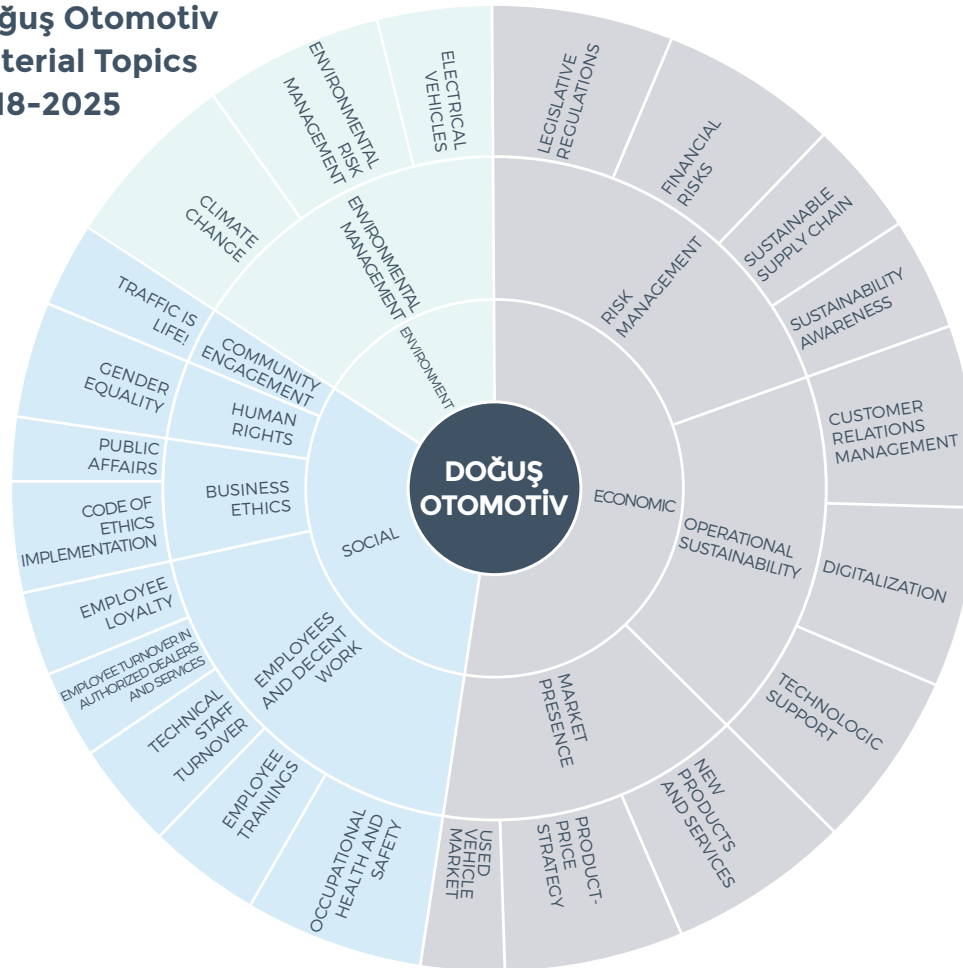 ğuş Otomotiv
terial Topics
18-2025
ELECTRICAL
VEHICLES
ENVIRONMENTAL
RISK
MANAGEMENT
CLIMATE
CHANGE
ENVIRONMENTAL
MANAGEMENT
ENVIRONMENT
LEGISLATIVE
REGULATIONS
FINANCIAL
RISKS
SUSTAINABLE
SUPPLY CHAIN
SUSTAINABILITY
AWARENESS
RISK
MANAGEMENT
CUSTOMER
RELATIONS
MANAGEMENT
DIGITALIZATION
TECHNOLOGIC
SUPPORT
OPERATIONAL
SUSTAINABILITY
ECONOMIC
DOĞUŞ
OTOMOTİV
NEW
PRODUCTS
AND SERVICES
PRODUCT-
PRICE
STRATEGY
USED
VEHICLE
MARKET
MARKET
PRESENCE
SOCIAL
TRAFFIC IS
LIFE!
COMMUNITY
ENGAGEMENT
GENDER
EQUALITY
HUMAN
RIGHTS
PUBLIC
AFFAIRS
CODE OF
ETHICS
IMPLEMENTATION
BUSINESS
ETHICS
EMPLOYEE
LOYALTY
EMPLOYEE TURNOVER IN
AUTHORIZED DEALERS
AND SERVICES
TECHNICAL
STAFF
TURNOVER
EMPLOYEE
TRAININGS
OCCUPATIONAL
HEALTH AND
SAFETY
EMPLOYEES
AND DECENT
WORK